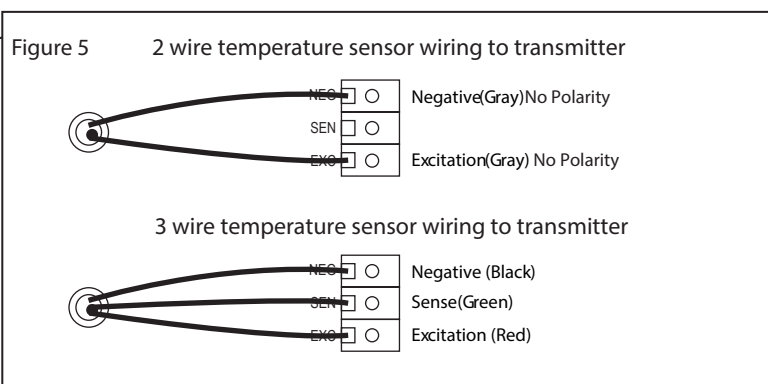 Figure 5 2 wire temperature sensor wiring to transmitter
NEG Negative(Gray)No Polarity
SEN
EXC Excitation(Gray) No Polarity
3 wire temperature sensor wiring to transmitter
NEG Negative (Black)
SEN Sense(Green)
EXC Excitation (Red)